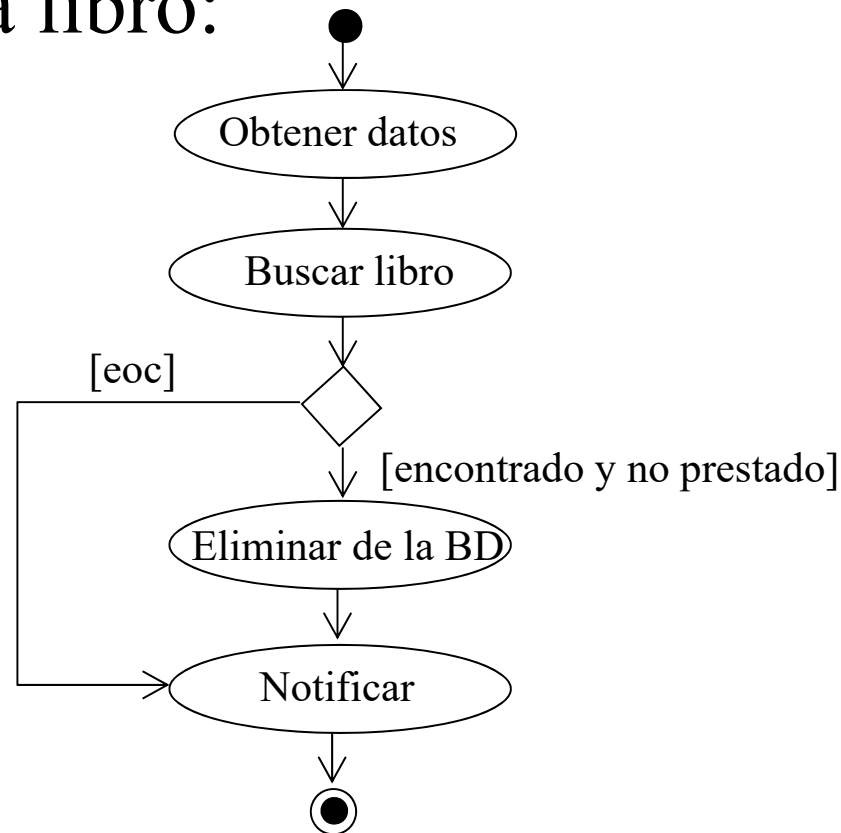 a libro:
Obtener datos
Buscar libro
[eoc]
[encontrado y no prestado]
Eliminar de la BD
Notificar